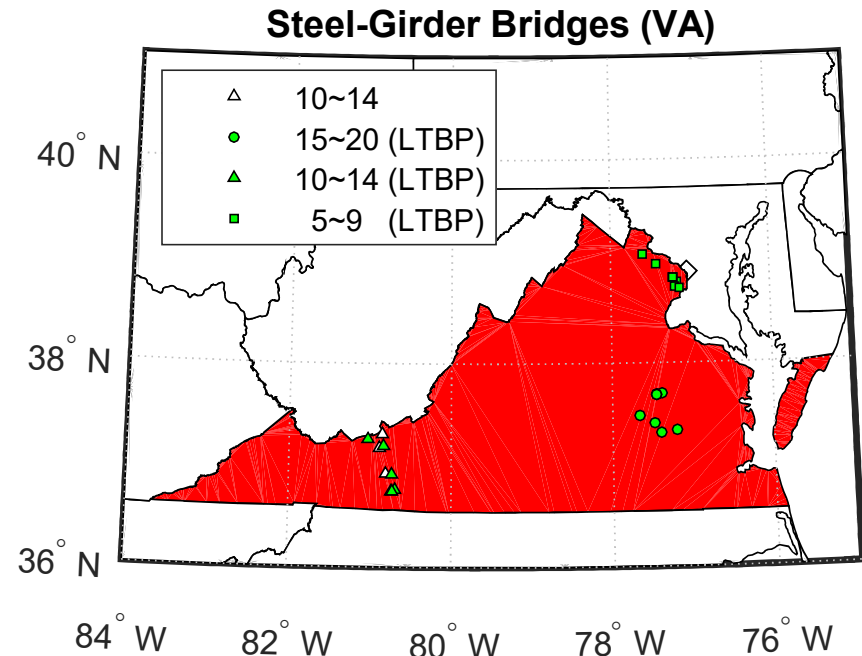 Steel-Girder Bridges (VA)
10~14
15~20 (LTBP)
10~14 (LTBP)
5~9 (LTBP)
40° N
38° N
36° N
84° W
82° W
80° W
78° W
76° W